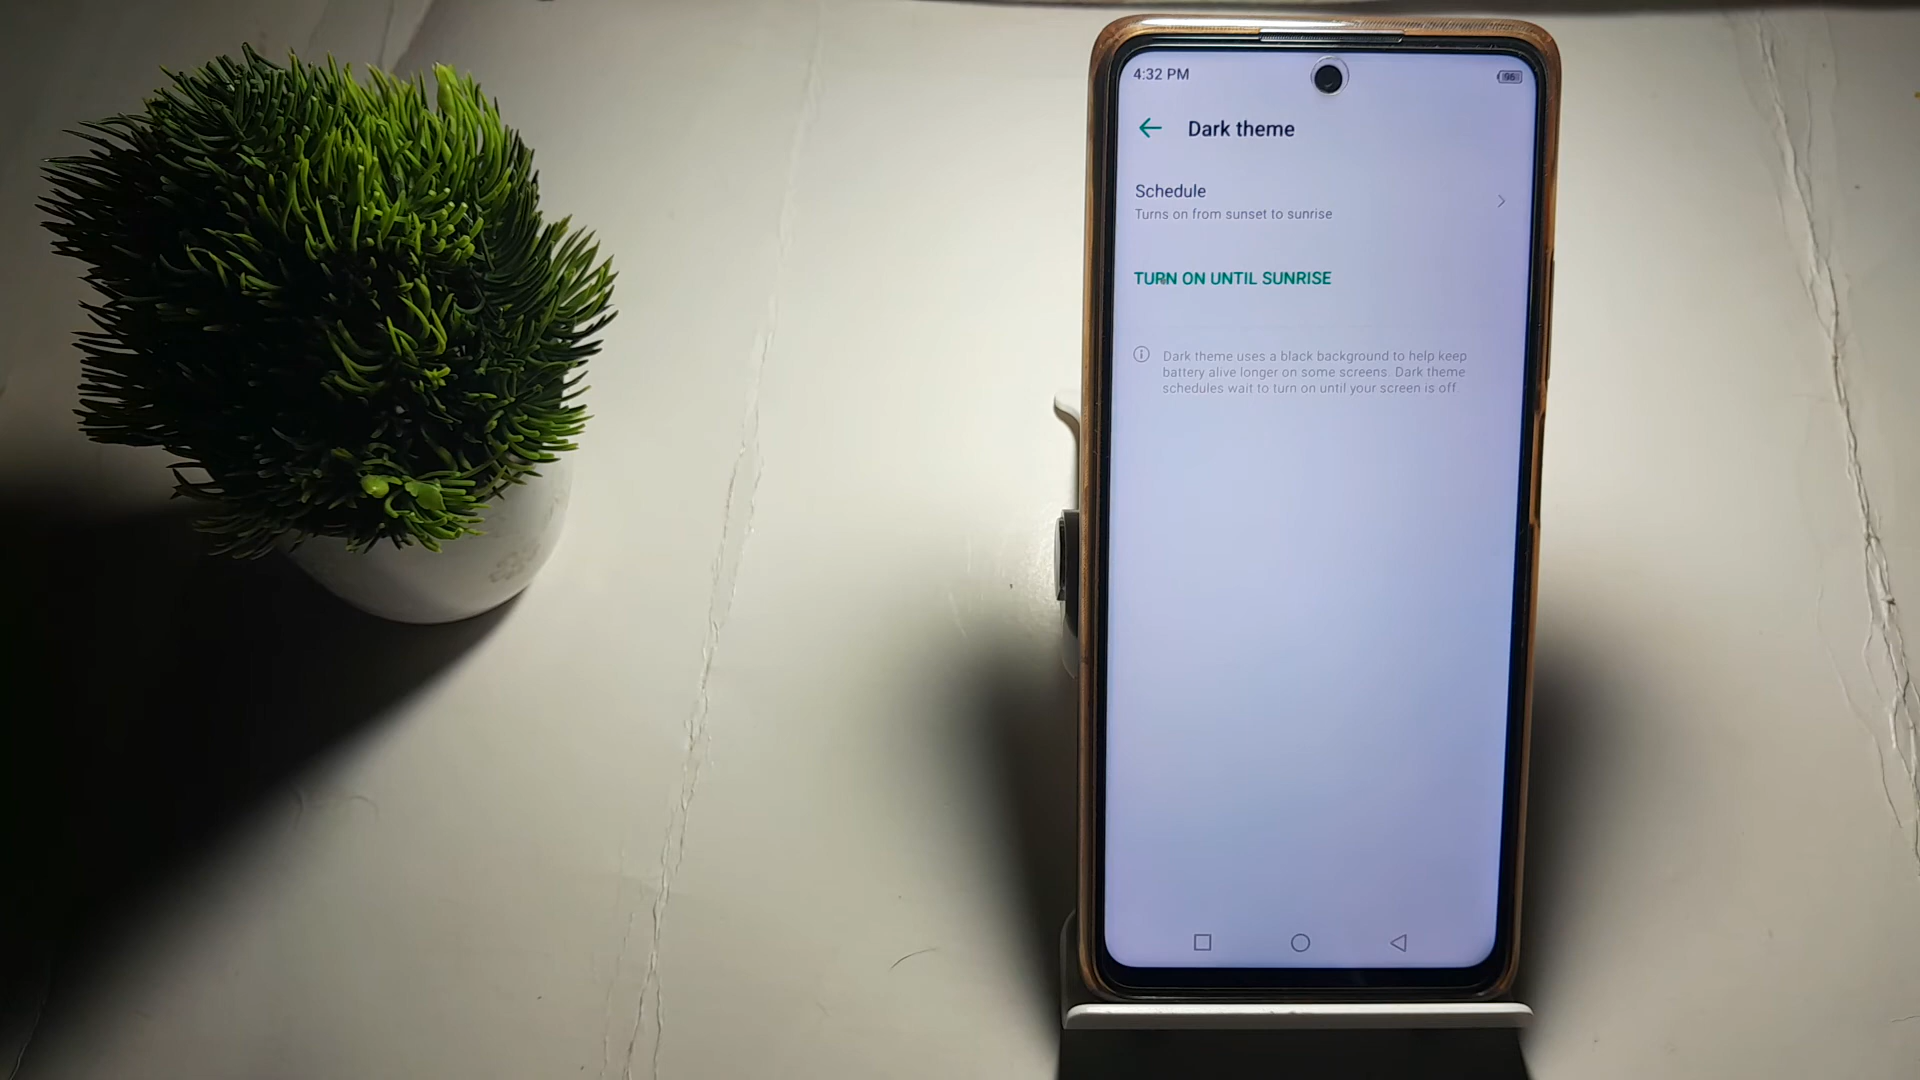 4:32 PM
98
Dark theme
Schedule
Turns on from sunset to sunrise
TURN ON UNTIL SUNRISE
Dark theme uses a black background to help keep
battery alive longer on some screens. Dark theme
schedules wait to turn on until your screen is off